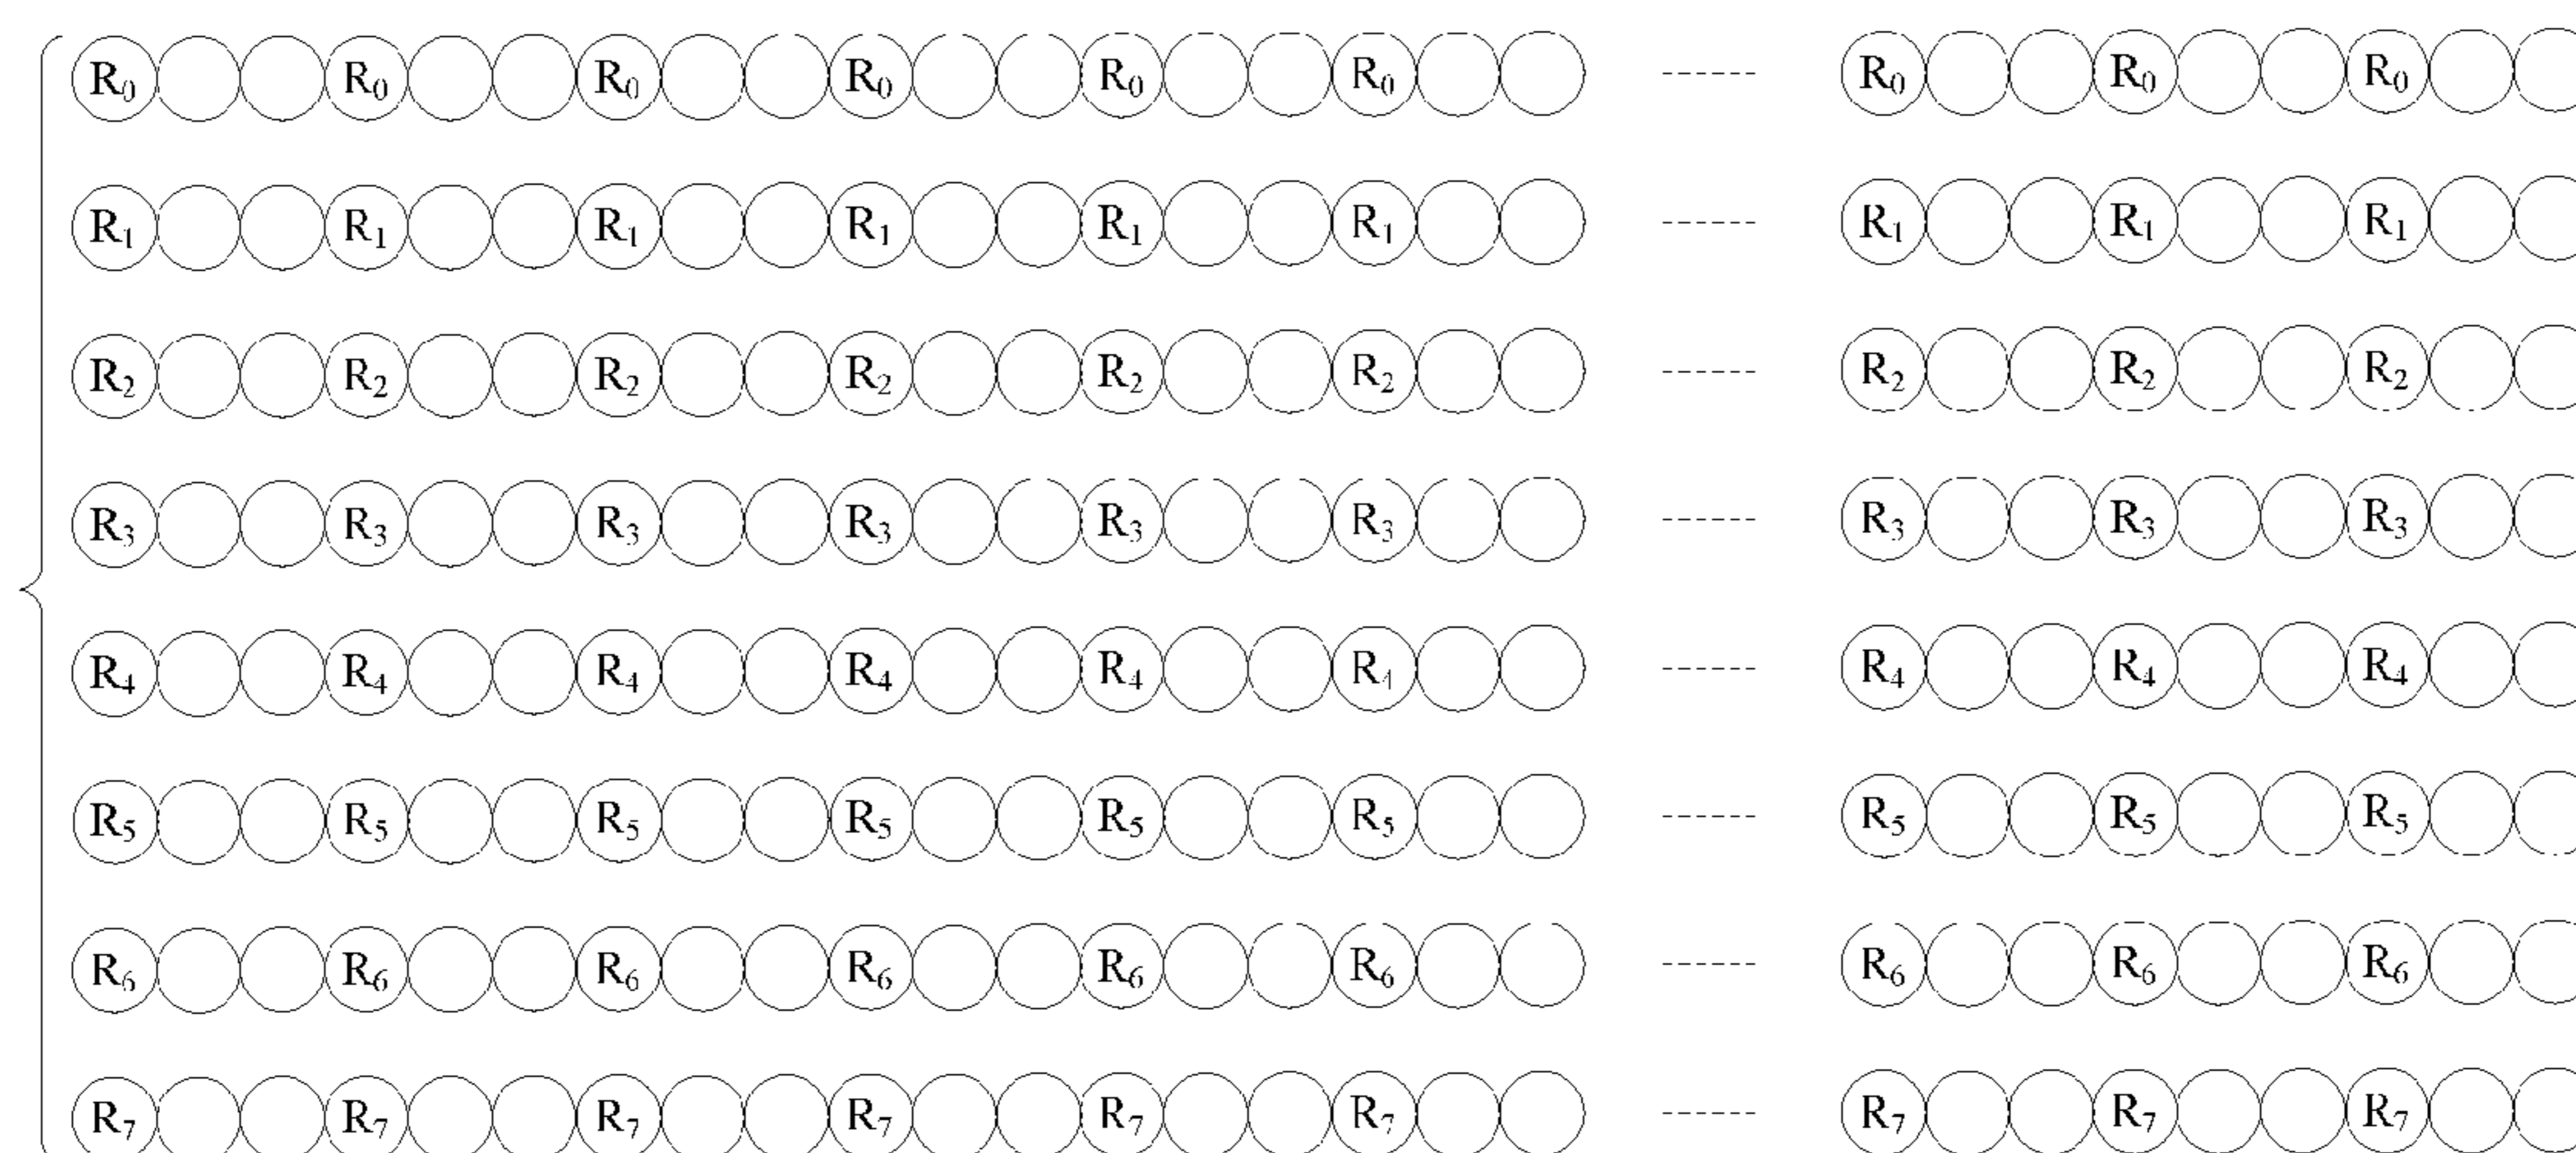 R₀ R₀ R₀ R₀ R₀ R₀ ------ R₀ R₀ R₀
R₁ R₁ R₁ R₁ R₁ R₁ ------ R₁ R₁ R₁
R₂ R₂ R₂ R₂ R₂ R₂ ------ R₂ R₂ R₂
R₃ R₃ R₃ R₃ R₃ R₃ ------ R₃ R₃ R₃
R₄ R₄ R₄ R₄ R₄ R₄ ------ R₄ R₄ R₄
R₅ R₅ R₅ R₅ R₅ R₅ ------ R₅ R₅ R₅
R₆ R₆ R₆ R₆ R₆ R₆ ------ R₆ R₆ R₆
R₇ R₇ R₇ R₇ R₇ R₇ ------ R₇ R₇ R₇